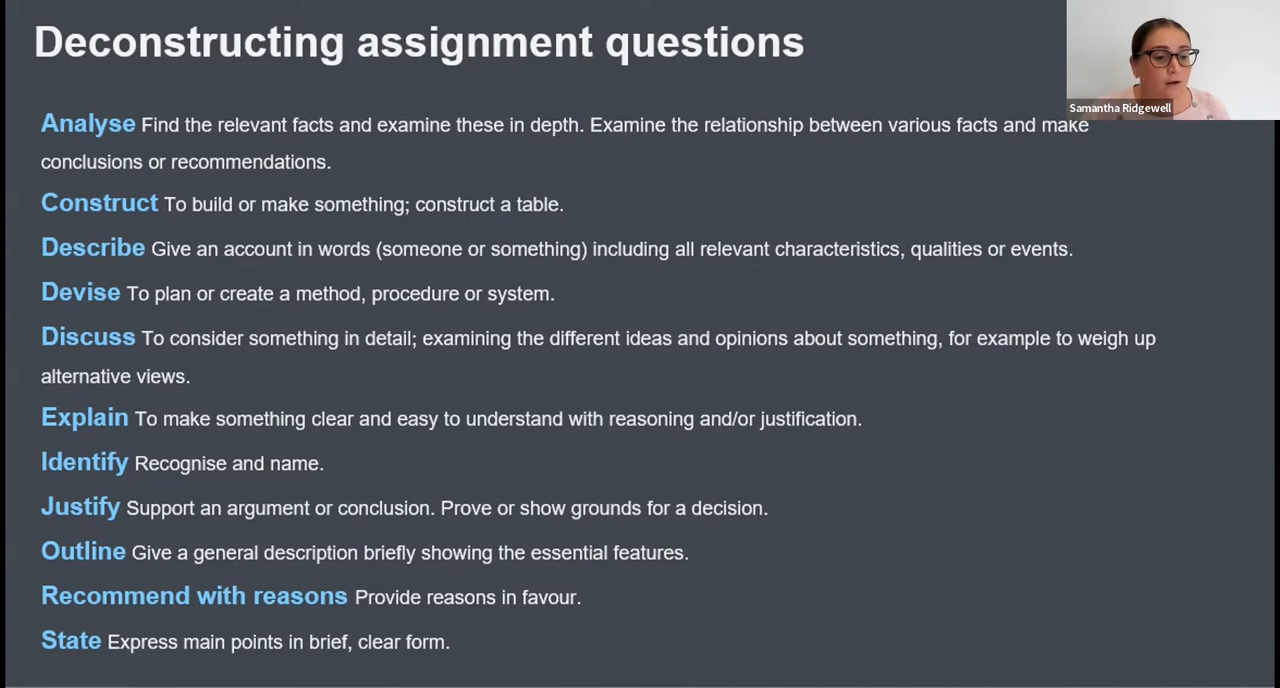 Deconstructing assignment questions
Samantha Ridgewell
Analyse Find the relevant facts and examine these in depth. Examine the relationship between various facts and make
conclusions or recommendations.
Construct To build or make something; construct a table.
Describe Give an account in words (someone or something) including all relevant characteristics, qualities or events.
Devise To plan or create a method, procedure or system.
Discuss To consider something in detail; examining the different ideas and opinions about something, for example to weigh up
alternative views.
Explain To make something clear and easy to understand with reasoning and/or justification.
Identify Recognise and name.
Justify Support an argument or conclusion. Prove or show grounds for a decision.
Outline Give a general description briefly showing the essential features.
Recommend with reasons Provide reasons in favour.
State Express main points in brief, clear form.